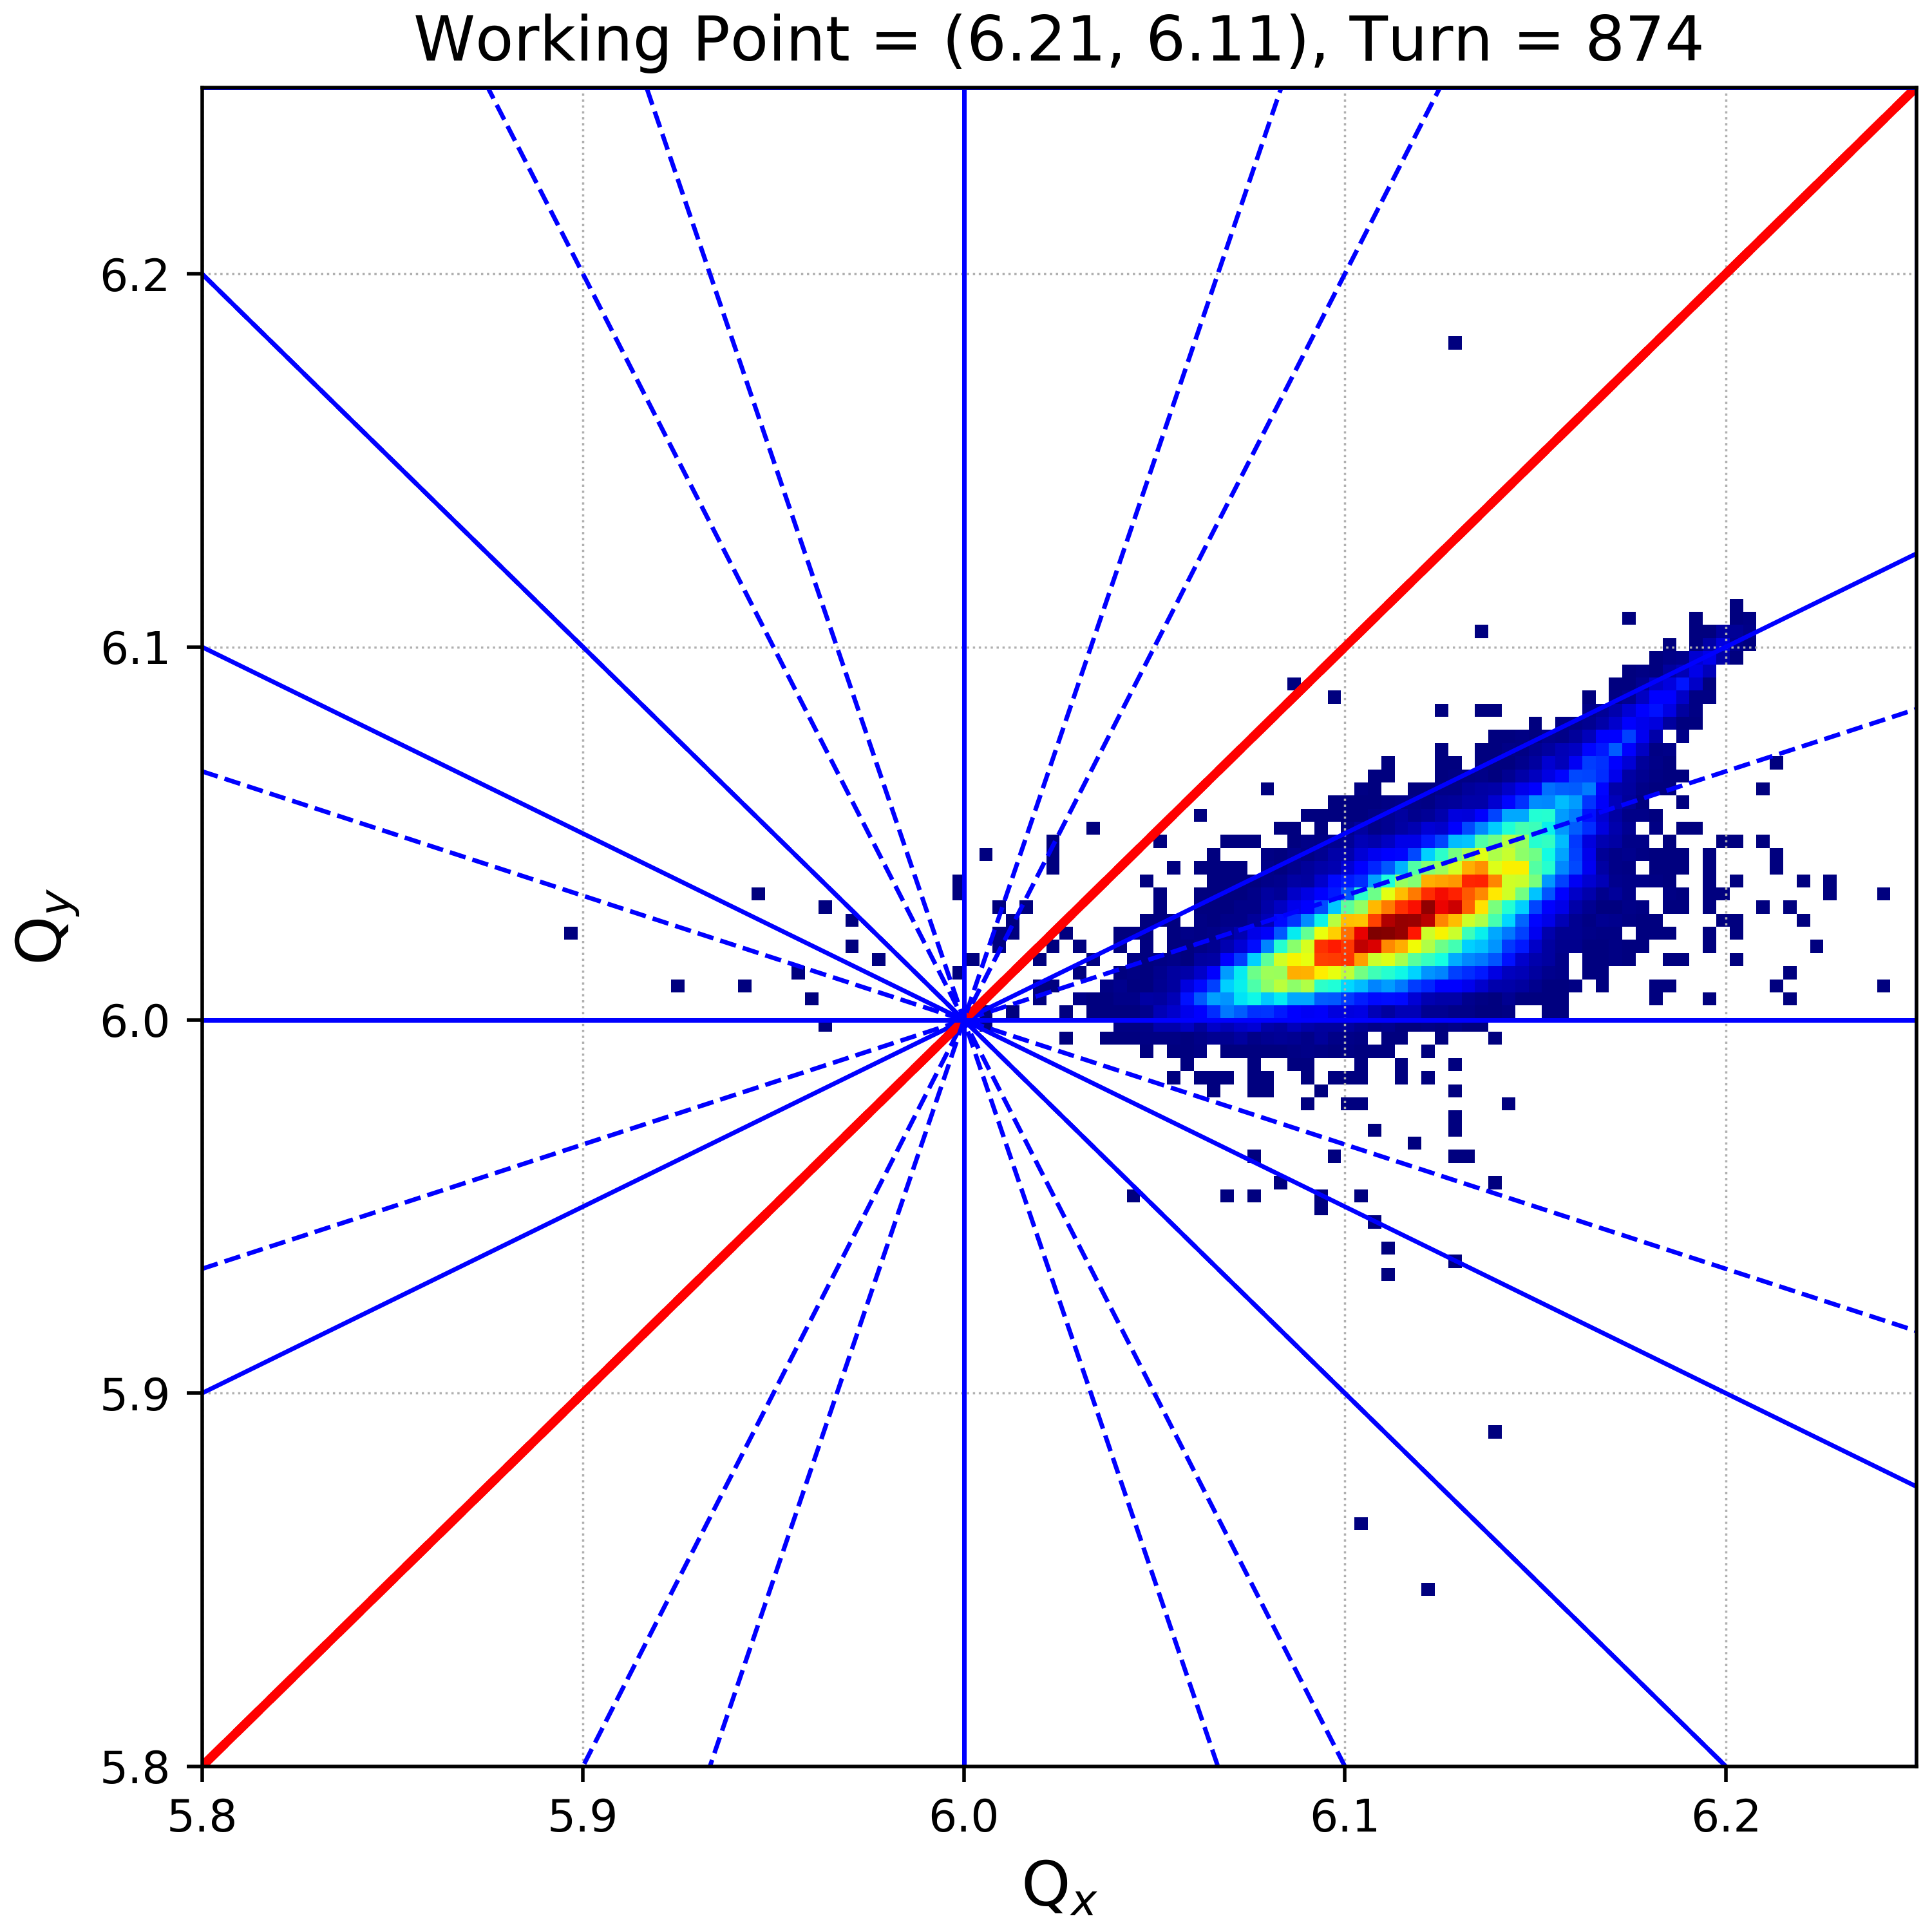 Working Point = (6.21, 6.11), Turn = 874
6.2
6.1
6.0
5.9
5.8
Qy
5.8 5.9 6.0 6.1 6.2
Qx